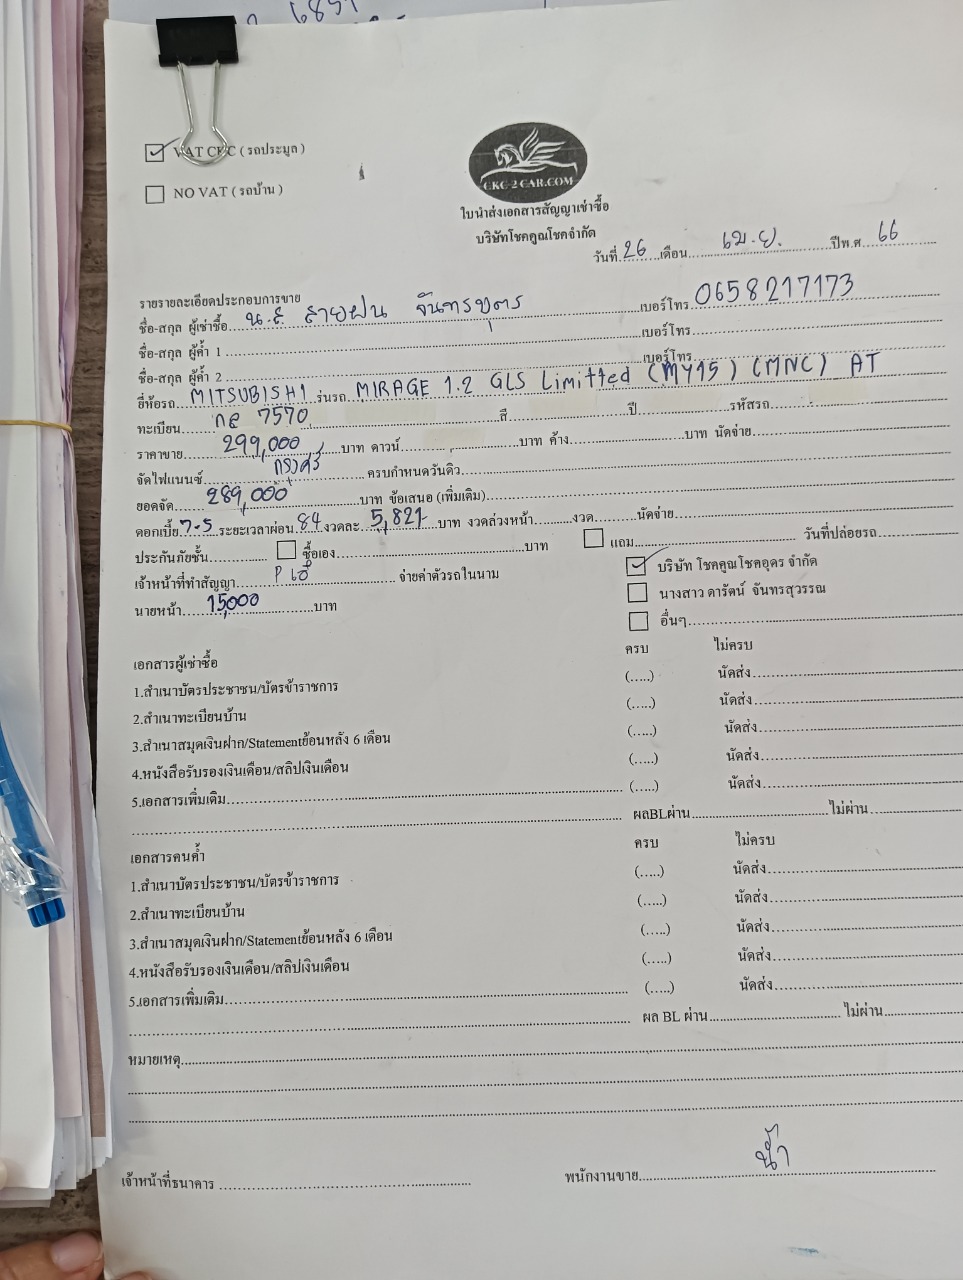 VAT CKC ( รถประมูล )
NO VAT ( รถบ้าน )
CKC 2 CAR.COM
ใบนำส่งเอกสารสัญญาเช่าซื้อ
บริษัทโชคคูณโชคจำกัด
วันที่ 26 เดือน เม.ย. ปีพ.ศ. 66
รายรายละเอียดประกอบการขาย
ชื่อ-สกุล ผู้เช่าซื้อ น.ส สายฝน จันทรบุตร เบอร์โทร 0658217173
ชื่อ-สกุล ผู้ค้ำ 1 เบอร์โทร
ชื่อ-สกุล ผู้ค้ำ 2 เบอร์โทร
ยี่ห้อรถ MITSUBISHI รุ่นรถ MIRAGE 1.2 GLS Limitted (MY15) (MNC) AT
ทะเบียน กร 7570 สี ปี รหัสรถ
ราคาขาย 299,000 บาท ดาวน์ บาท ค้าง บาท นัดจ่าย
จัดไฟแนนซ์ กรุงศรี ครบกำหนดวันคิว
ยอดจัด 289,000 บาท ข้อเสนอ (เพิ่มเติม)
ดอกเบี้ย 7.5 ระยะเวลาผ่อน 84 งวดละ 5,821 บาท งวดล่วงหน้า งวด นัดจ่าย
ประกันภัยชั้น ซื้อเอง บาท แถม วันที่ปล่อยรถ
เจ้าหน้าที่ทำสัญญา P เอ๋ จ่ายค่าตัวรถในนาม บริษัท โชคคูณโชคอุดร จำกัด
นายหน้า 15,000 บาท นางสาว ดารัตน์ จันทรสุวรรณ
อื่นๆ
เอกสารผู้เช่าซื้อ ครบ ไม่ครบ
1.สำเนาบัตรประชาชน/บัตรข้าราชการ (.....) นัดส่ง
2.สำเนาทะเบียนบ้าน (.....) นัดส่ง
3.สำเนาสมุดเงินฝาก/Statementย้อนหลัง 6 เดือน (.....) นัดส่ง
4.หนังสือรับรองเงินเดือน/สลิปเงินเดือน (.....) นัดส่ง
5.เอกสารเพิ่มเติม (.....) นัดส่ง
ผลBLผ่าน ไม่ผ่าน
เอกสารคนค้ำ ครบ ไม่ครบ
1.สำเนาบัตรประชาชน/บัตรข้าราชการ (.....) นัดส่ง
2.สำเนาทะเบียนบ้าน (.....) นัดส่ง
3.สำเนาสมุดเงินฝาก/Statementย้อนหลัง 6 เดือน (.....) นัดส่ง
4.หนังสือรับรองเงินเดือน/สลิปเงินเดือน (.....) นัดส่ง
5.เอกสารเพิ่มเติม (.....) นัดส่ง
ผล BL ผ่าน ไม่ผ่าน
หมายเหตุ
เจ้าหน้าที่ธนาคาร พนักงานขาย น้ำ